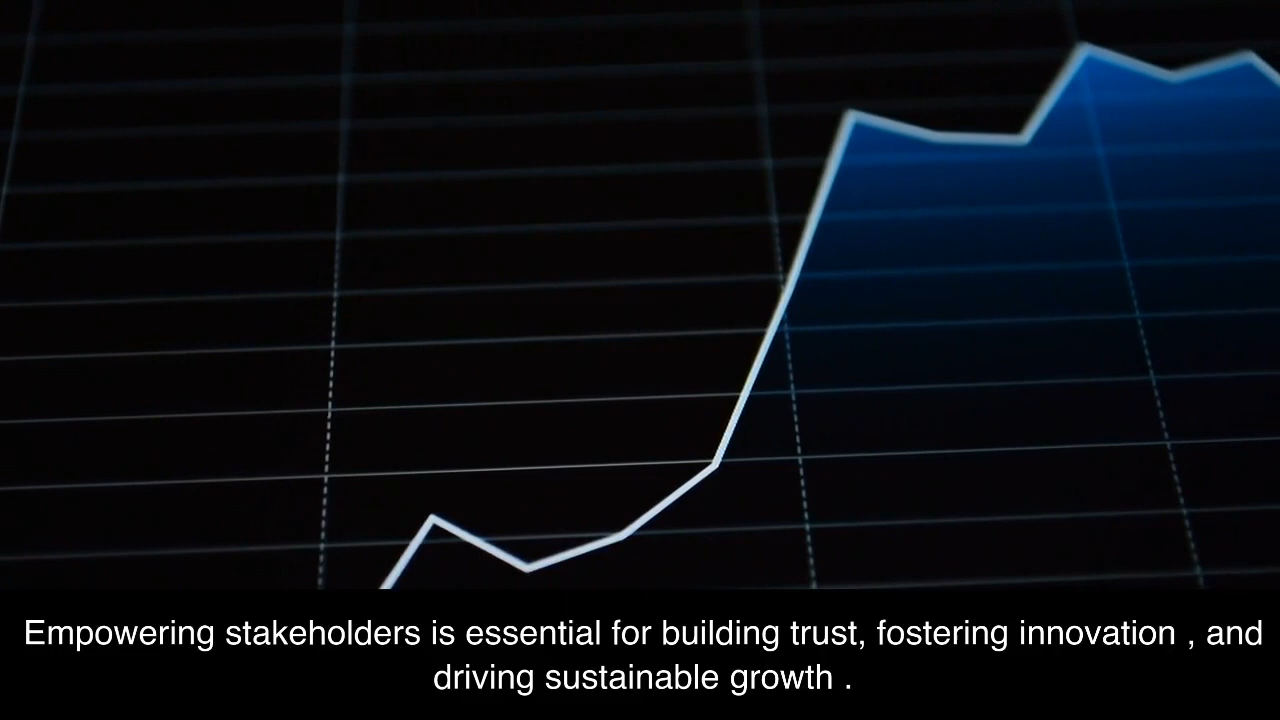 Empowering stakeholders is essential for building trust, fostering innovation , and
driving sustainable growth .